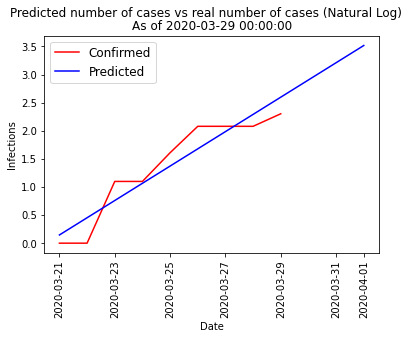 Predicted number of cases vs real number of cases (Natural Log)
As of 2020-03-29 00:00:00
Confirmed
Predicted
3.5
3.0
2.5
2.0
1.5
1.0
0.5
0.0
Infections
2020-03-21
2020-03-23
2020-03-25
2020-03-27
2020-03-29
2020-03-31
2020-04-01
Date